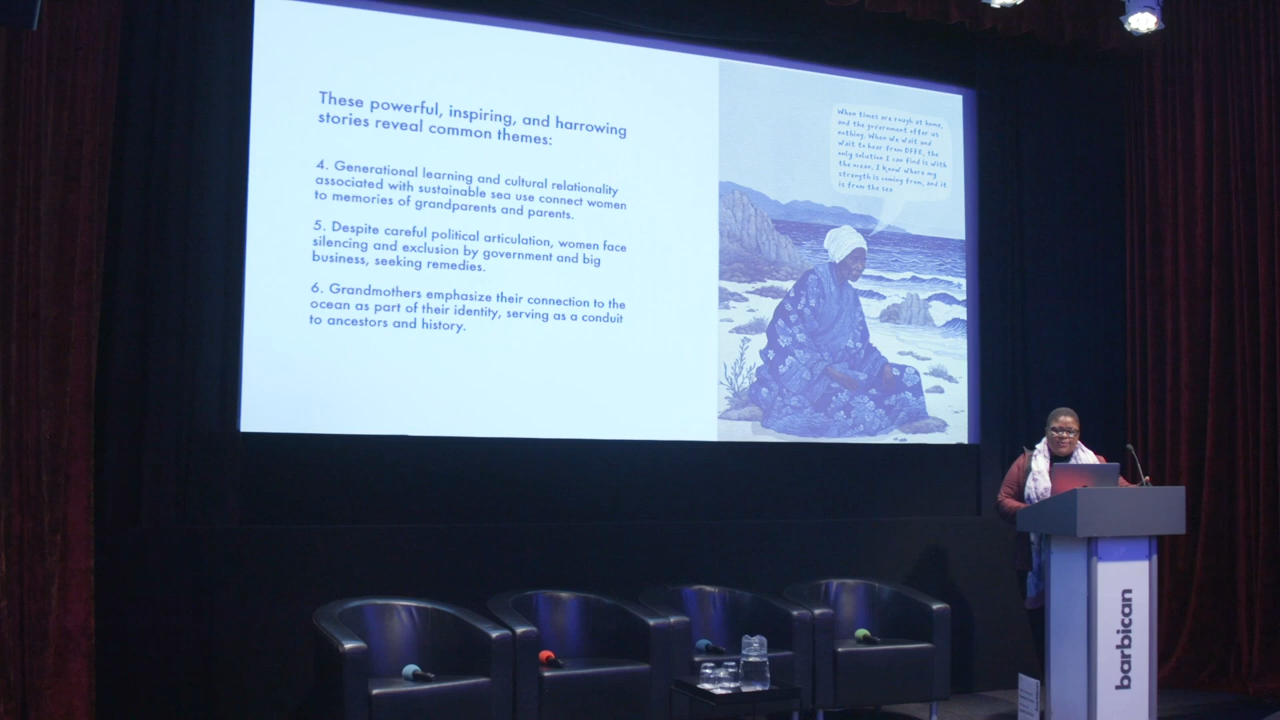 These powerful, inspiring, and harrowing
stories reveal common themes:
4. Generational learning and cultural relationality
associated with sustainable sea use connect women
to memories of grandparents and parents.
5. Despite careful political articulation, women face
silencing and exclusion by government and big
business, seeking remedies.
6. Grandmothers emphasize their connection to the
ocean as part of their identity, serving as a conduit
to ancestors and history.
When times are rough at home,
and the government offer us
nothing. When we wait and
wait to hear from DFFE, the
only solution I can find is with
the ocean. I know where my
strength is coming from, and it
is from the sea
barbican